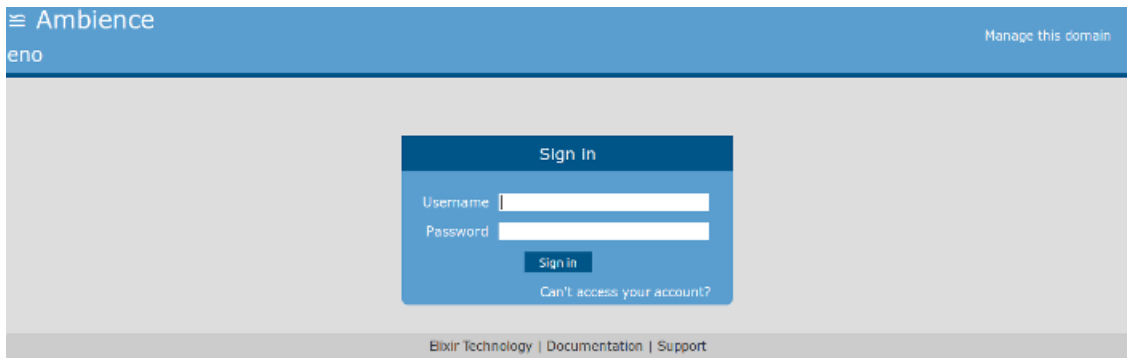 ≌ Ambience
Manage this domain
eno
Sign in
Username
Password
Sign in
Can't access your account?
Elixir Technology | Documentation | Support